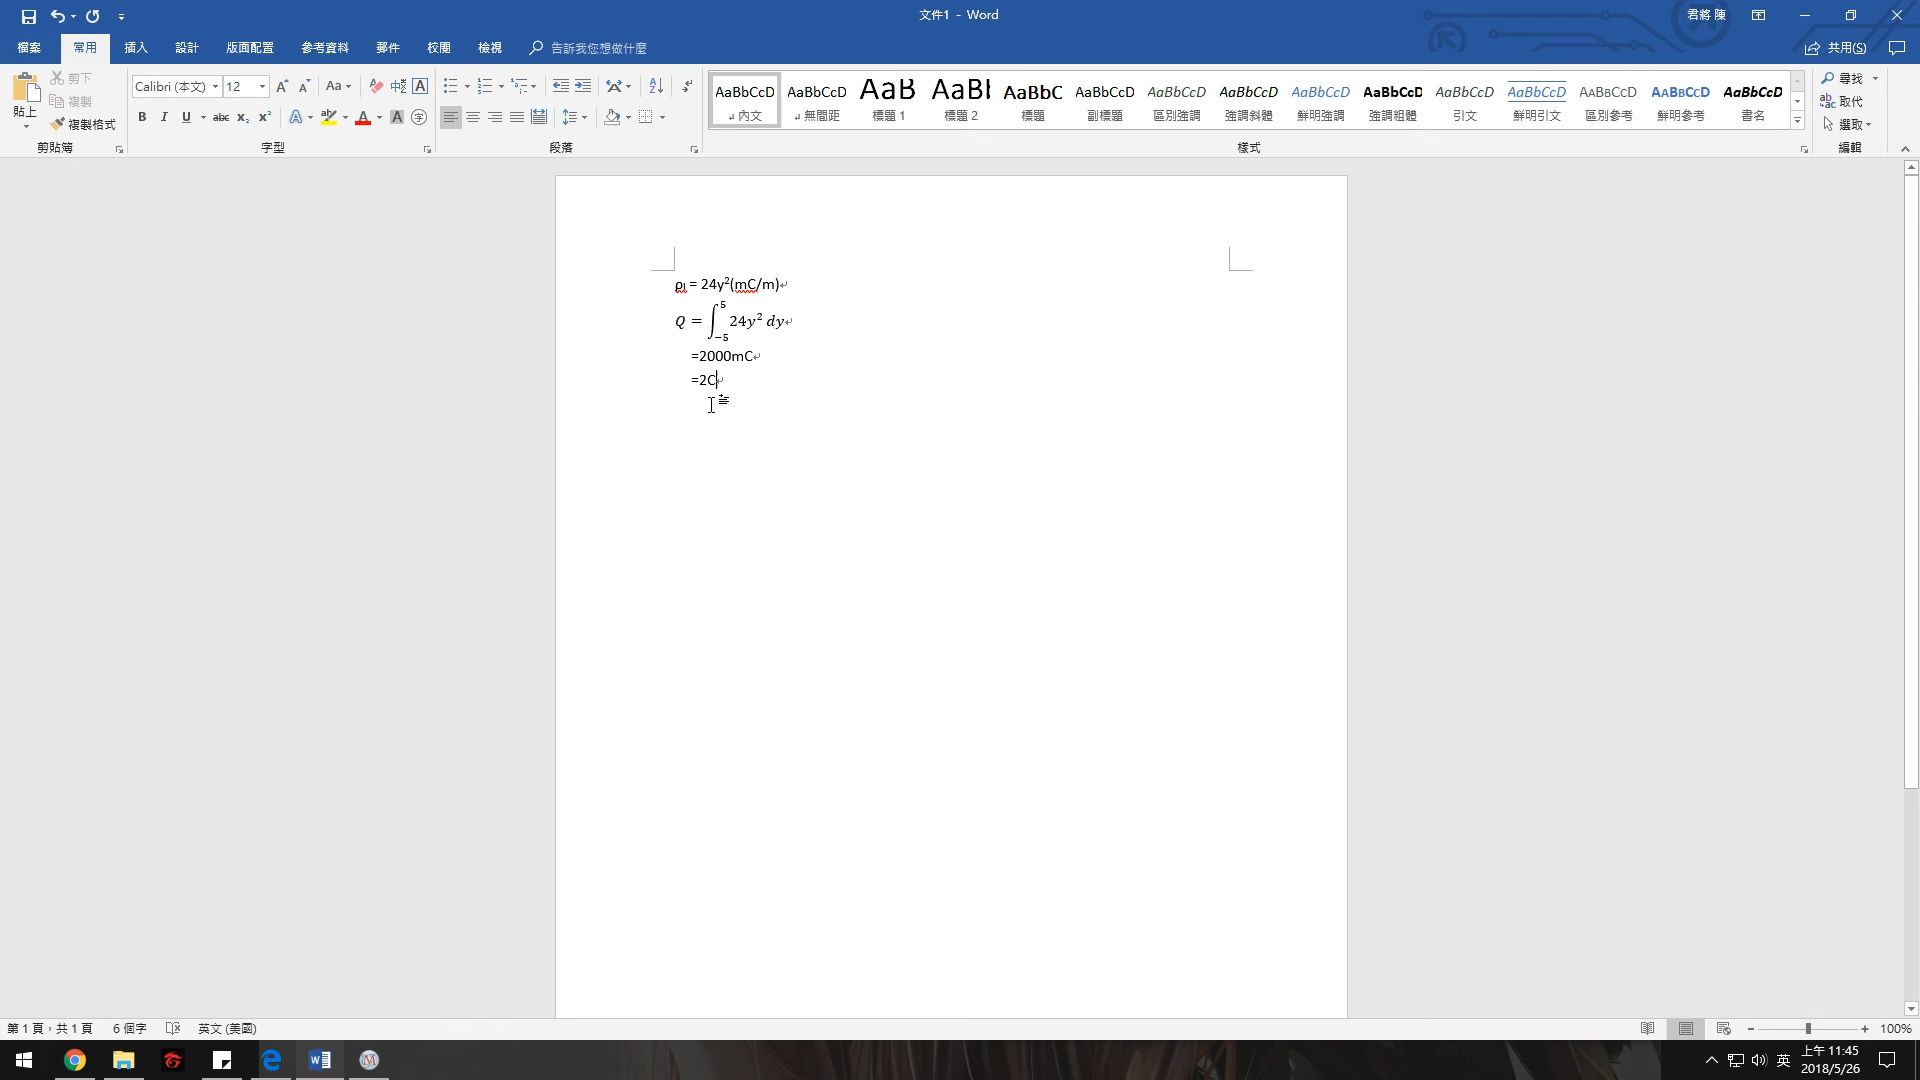 文件1 - Word
君將 陳
檔案 常用 插入 設計 版面配置 參考資料 郵件 校閱 檢視 告訴我您想做什麼 共用(S)
貼上
剪下
複製
複製格式
剪貼簿
Calibri (本文) 12
字型
段落
AaBbCcD AaBbCcD AaB AaBl AaBbC AaBbCcD AaBbCcD AaBbCcD AaBbCcD AaBbCcD AaBbCcD AaBbCcD AABBCCD AABBCCD AaBbCcD
內文 無間距 標題 1 標題 2 標題 副標題 區別強調 強調斜體 鮮明強調 強調粗體 引文 鮮明引文 區別參考 鮮明參考 書名
樣式
尋找
取代
選取
編輯
ρl = 24y²(mC/m)
Q = ∫₋₅⁵ 24y² dy
=2000mC
=2C
第 1 頁，共 1 頁 6 個字 英文 (美國) 100%
英
上午 11:45
2018/5/26